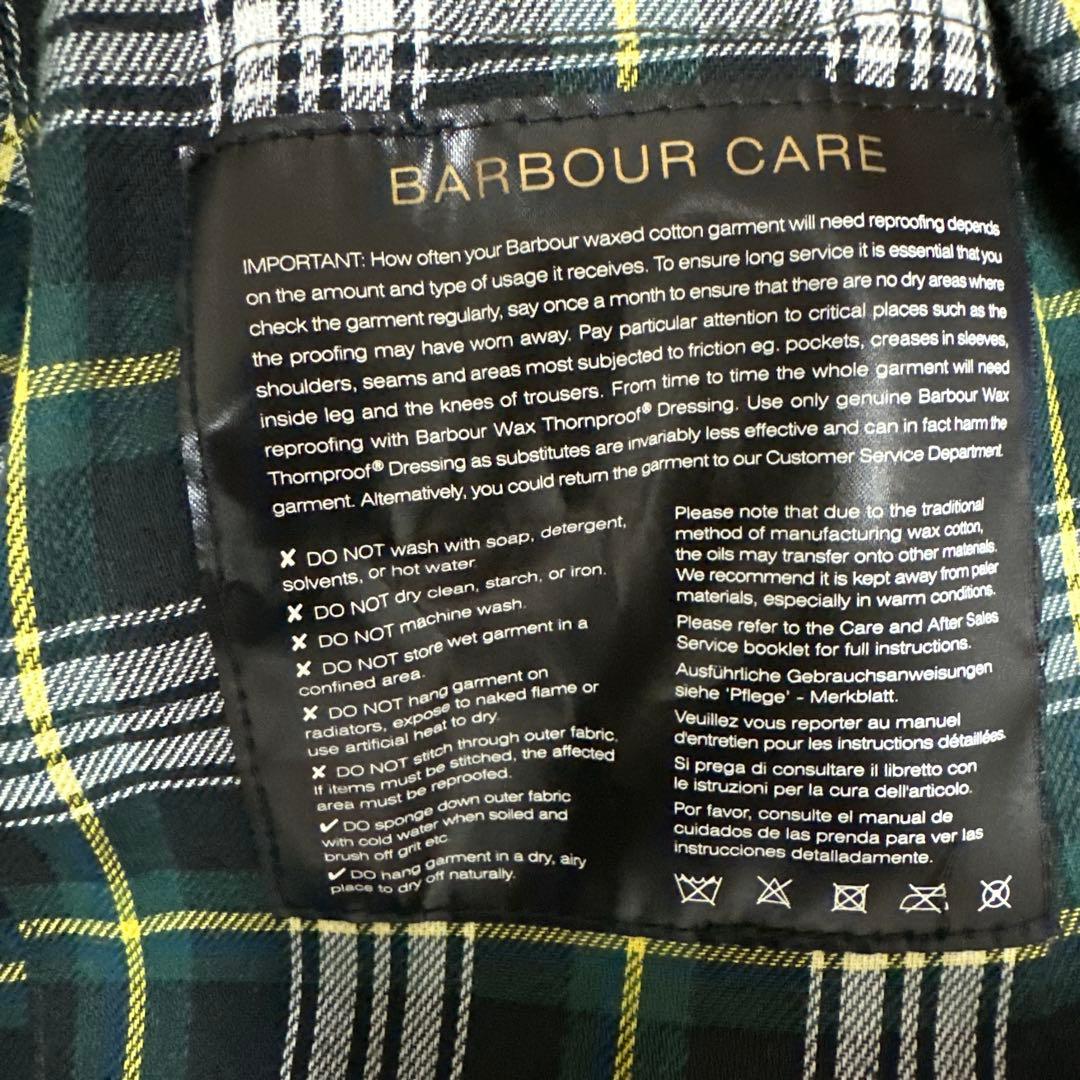 BARBOUR CARE
IMPORTANT: How often your Barbour waxed cotton garment will need reproofing depends
on the amount and type of usage it receives. To ensure long service it is essential that you
check the garment regularly, say once a month to ensure that there are no dry areas where
the proofing may have worn away. Pay particular attention to critical places such as the
shoulders, seams and areas most subjected to friction eg. pockets, creases in sleeves,
inside leg and the knees of trousers. From time to time the whole garment will need
reproofing with Barbour Wax Thornproof® Dressing. Use only genuine Barbour Wax
Thornproof® Dressing as substitutes are invariably less effective and can in fact harm the
garment. Alternatively, you could return the garment to our Customer Service Department.
✘ DO NOT wash with soap, detergent,
solvents, or hot water.
✘ DO NOT dry clean, starch, or iron.
✘ DO NOT machine wash.
✘ DO NOT store wet garment in a
confined area.
✘ DO NOT hang garment on
radiators, expose to naked flame or
use artificial heat to dry.
✘ DO NOT stitch through outer fabric.
If items must be stitched, the affected
area must be reproofed.
✔ DO sponge down outer fabric
with cold water when soiled and
brush off grit etc.
✔ DO hang garment in a dry, airy
place to dry off naturally.
Please note that due to the traditional
method of manufacturing wax cotton,
the oils may transfer onto other materials.
We recommend it is kept away from paler
materials, especially in warm conditions.
Please refer to the Care and After Sales
Service booklet for full instructions.
Ausführliche Gebrauchsanweisungen
siehe 'Pflege' - Merkblatt.
Veuillez vous reporter au manuel
d'entretien pour les instructions détaillées.
Si prega di consultare il libretto con
le istruzioni per la cura dell'articolo.
Por favor, consulte el manual de
cuidados de las prenda para ver las
instrucciones detalladamente.